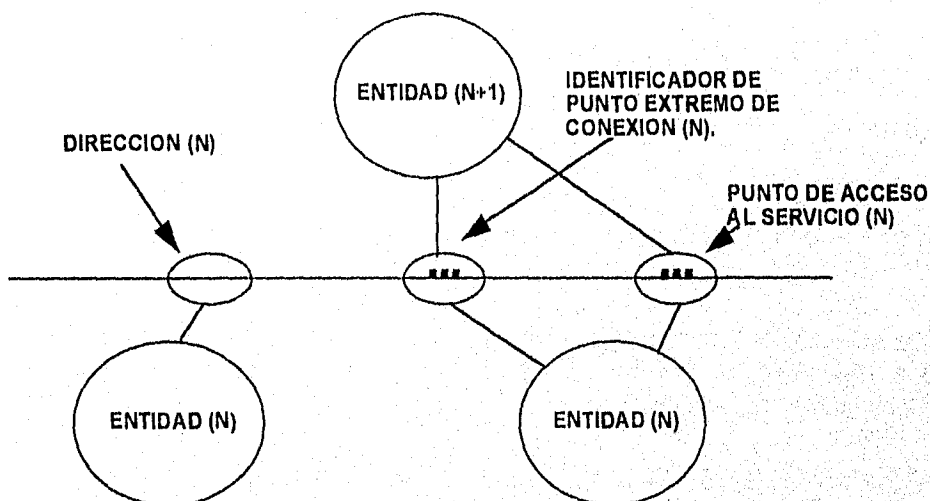 ENTIDAD (N+1)
IDENTIFICADOR DE
PUNTO EXTREMO DE
CONEXION (N).
DIRECCION (N)
PUNTO DE ACCESO
AL SERVICIO (N)
ENTIDAD (N)
ENTIDAD (N)